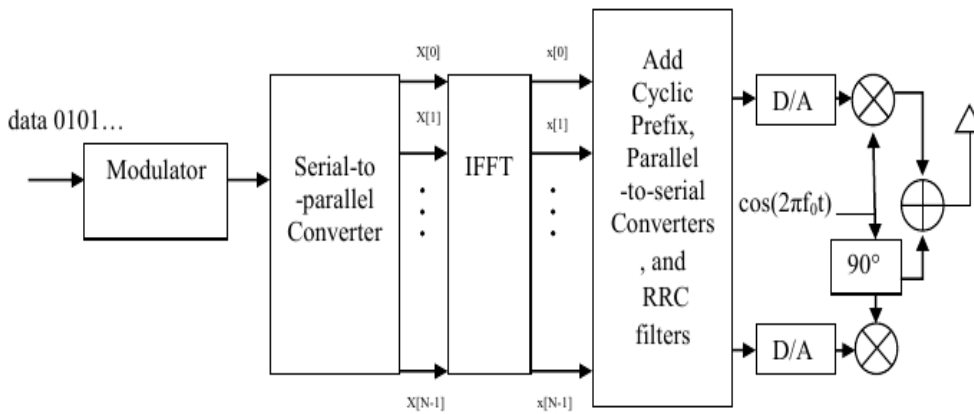 data 0101...
Modulator
Serial-to
-parallel
Converter
X[0]
X[1]
X[N-1]
IFFT
x[0]
x[1]
x[N-1]
Add
Cyclic
Prefix,
Parallel
-to-serial
Converters
, and
RRC
filters
D/A
cos(2πf₀t)
90°
D/A